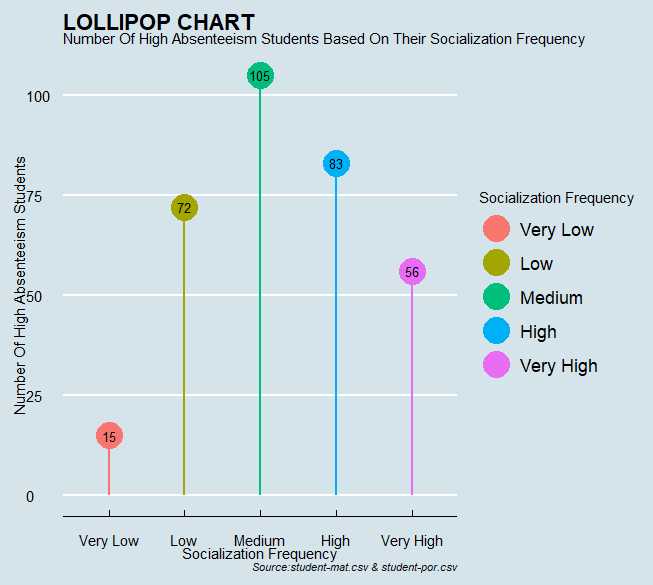 LOLLIPOP CHART
Number Of High Absenteeism Students Based On Their Socialization Frequency
Number Of High Absenteeism Students
100
75
50
25
0
105
83
72
56
15
Very Low
Low
Medium
High
Very High
Socialization Frequency
Source:student-mat.csv & student-por.csv
Socialization Frequency
Very Low
Low
Medium
High
Very High